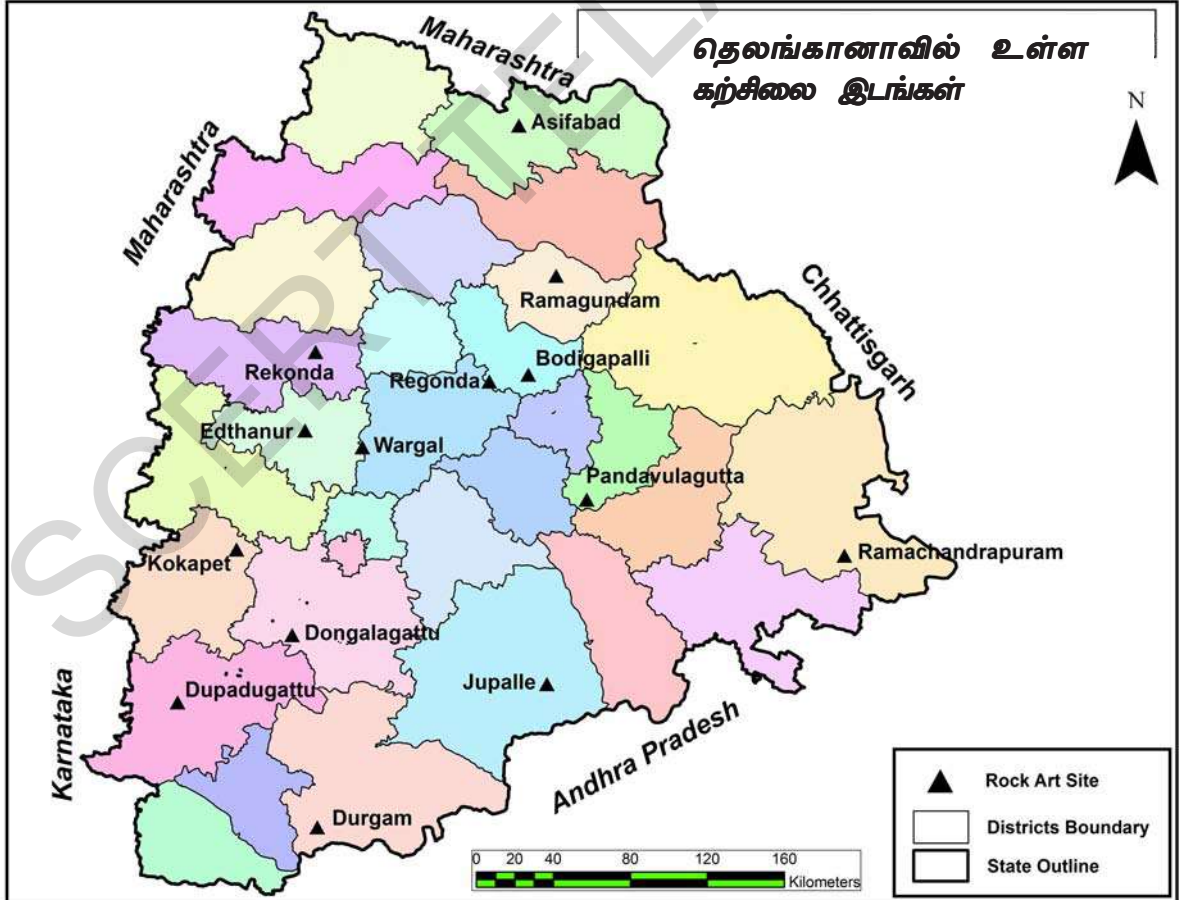 தெலங்கானாவில் உள்ள
கற்சிலை இடங்கள்
Maharashtra
N
Asifabad
Maharashtra
Chhattisgarh
Ramagundam
Bodigapalli
Rekonda
Regonda
Edthanur
Wargal
Pandavulagutta
Kokapet
Ramachandrapuram
Dongalagattu
Dupadugattu
Jupalle
Karnataka
Andhra Pradesh
Durgam
Rock Art Site
Districts Boundary
State Outline
0 20 40 80 120 160
Kilometers
SCERT TELA